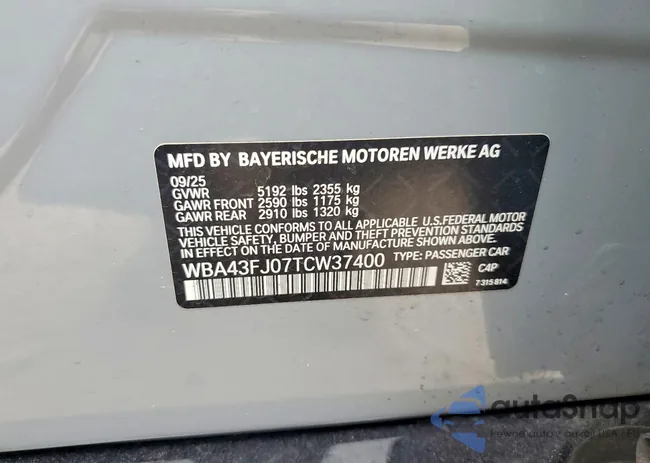 MFD BY BAYERISCHE MOTOREN WERKE AG
09/25
GVWR 5192 lbs 2355 kg
GAWR FRONT 2590 lbs 1175 kg
GAWR REAR 2910 lbs 1320 kg
THIS VEHICLE CONFORMS TO ALL APPLICABLE U.S.FEDERAL MOTOR
VEHICLE SAFETY, BUMPER AND THEFT PREVENTION STANDARDS
IN EFFECT ON THE DATE OF MANUFACTURE SHOWN ABOVE.
WBA43FJ07TCW37400 TYPE: PASSENGER CAR
C4P
7315814
autoSnap